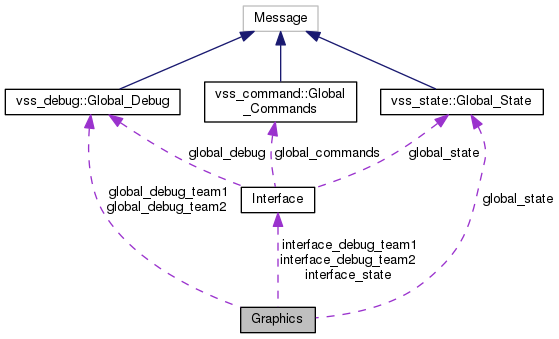 Message
vss_debug::Global_Debug
vss_command::Global
_Commands
vss_state::Global_State
global_debug
global_commands
global_state
global_debug_team1
global_debug_team2
Interface
global_state
interface_debug_team1
interface_debug_team2
interface_state
Graphics